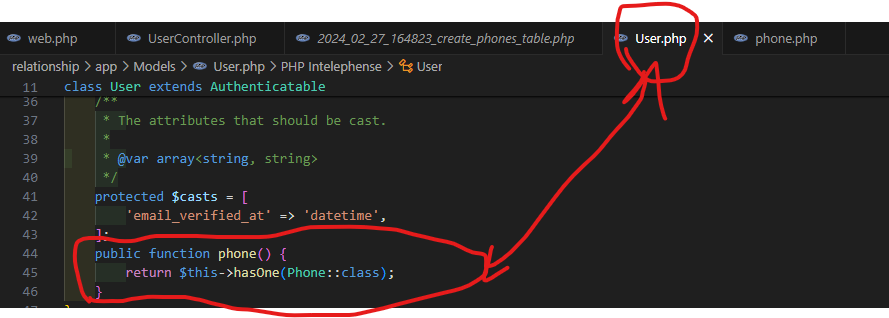 web.php UserController.php 2024_02_27_164823_create_phones_table.php User.php × phone.php
relationship > app > Models > User.php > PHP Intelephense > User
11 class User extends Authenticatable
36 /**
37 * The attributes that should be cast.
38 *
39 * @var array<string, string>
40 */
41 protected $casts = [
42 'email_verified_at' => 'datetime',
43 ];
44 public function phone() {
45 return $this->hasOne(Phone::class);
46 }